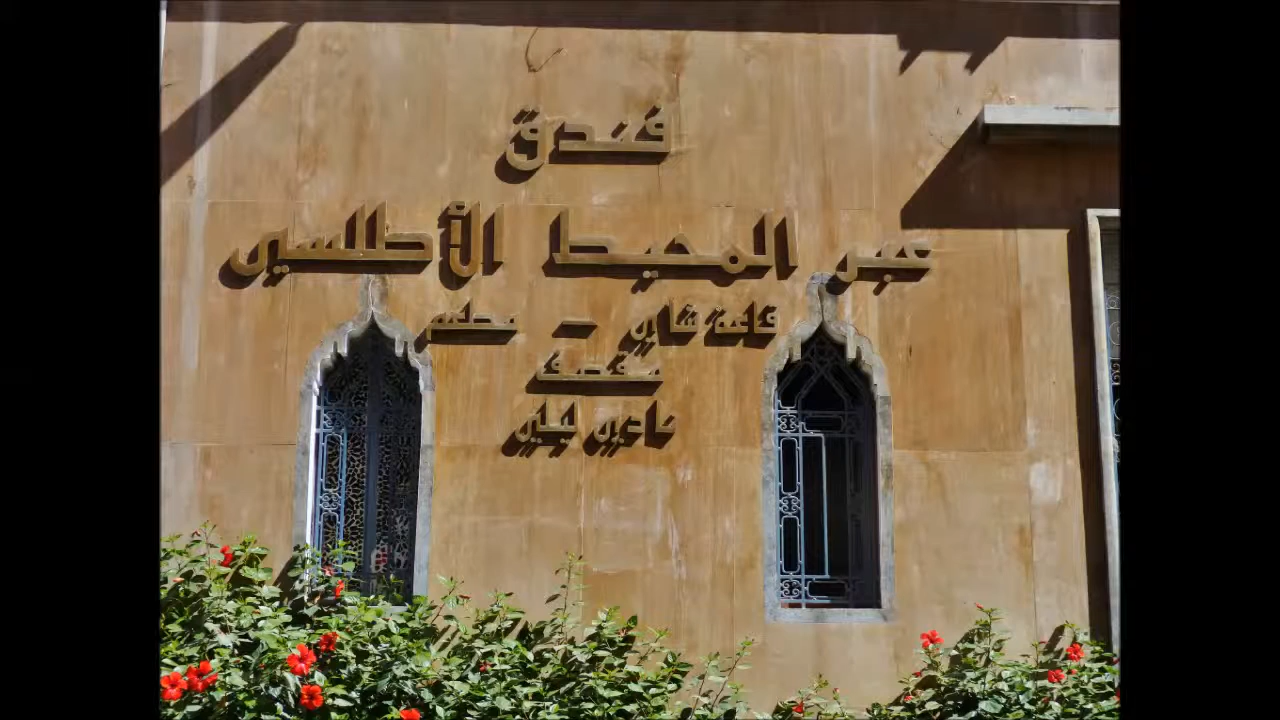 فندق
عبر المحيط الأطلسي
قاعة شاي - مطعم
مقصف
نادي ليلي